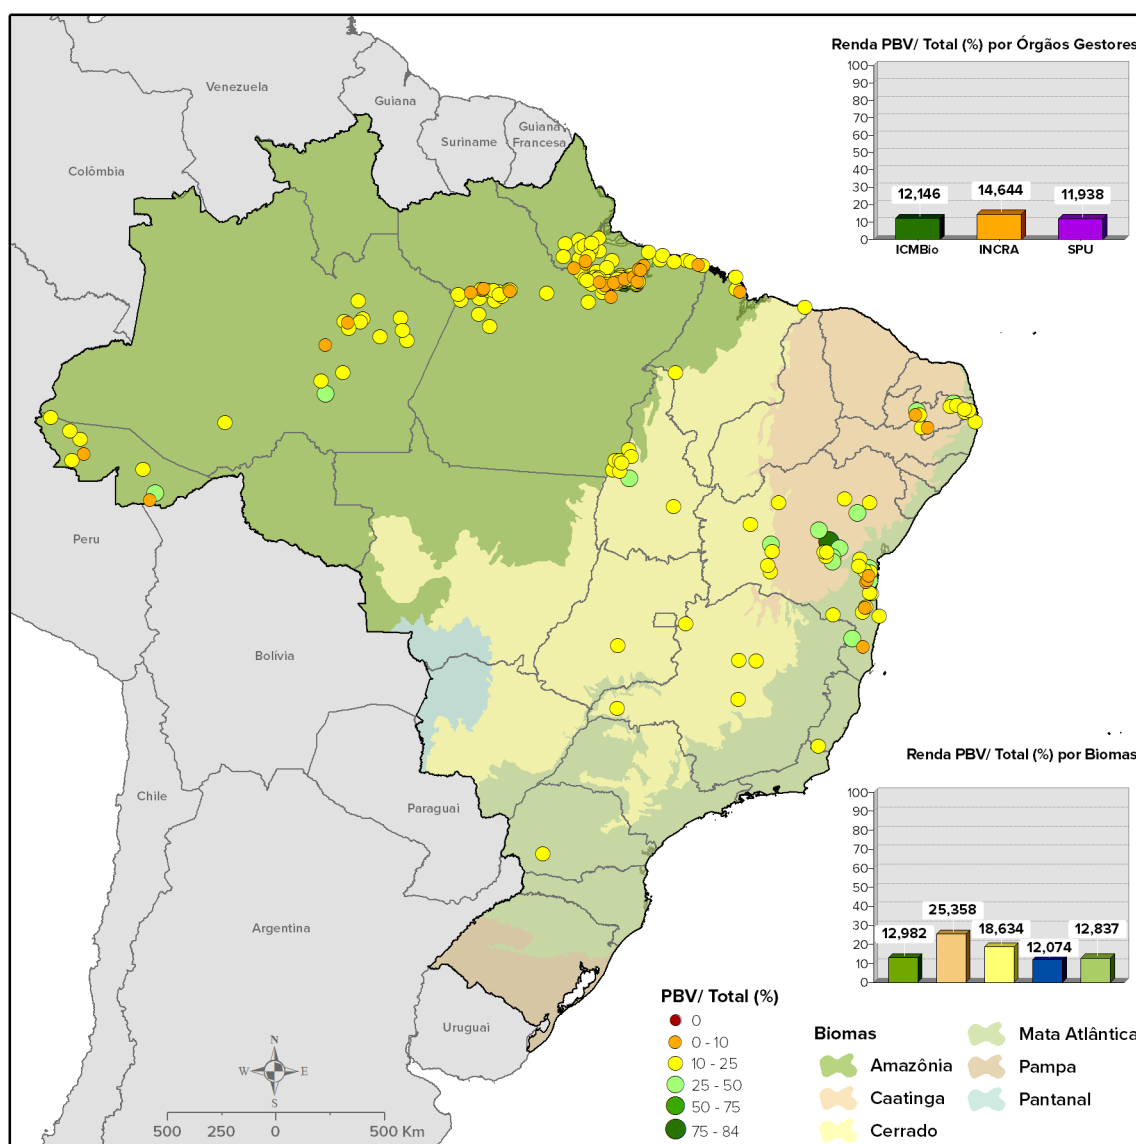 Renda PBV/ Total (%) por Órgãos Gestores
100
90
80
70
60
50
40
30
20
10
0
12,146
14,644
11,938
ICMBio
INCRA
SPU
Venezuela
Guiana
Suriname
Guiana
Francesa
Colômbia
Peru
Bolívia
Chile
Paraguai
Argentina
Uruguai
Renda PBV/ Total (%) por Biomas
100
90
80
70
60
50
40
30
20
10
0
12,982
25,358
18,634
12,074
12,837
PBV/ Total (%)
0
0 - 10
10 - 25
25 - 50
50 - 75
75 - 84
Biomas
Amazônia
Caatinga
Cerrado
Mata Atlântica
Pampa
Pantanal
N
W
E
S
500 250 0 500 Km